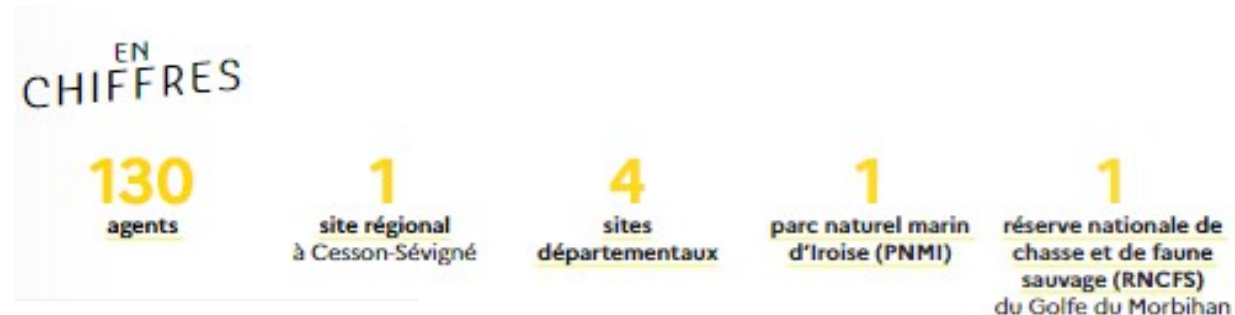 EN
CHIFFRES
130
agents
1
site régional
à Cesson-Sévigné
4
sites
départementaux
1
parc naturel marin
d'Iroise (PNMI)
1
réserve nationale de
chasse et de faune
sauvage (RNCFS)
du Golfe du Morbihan